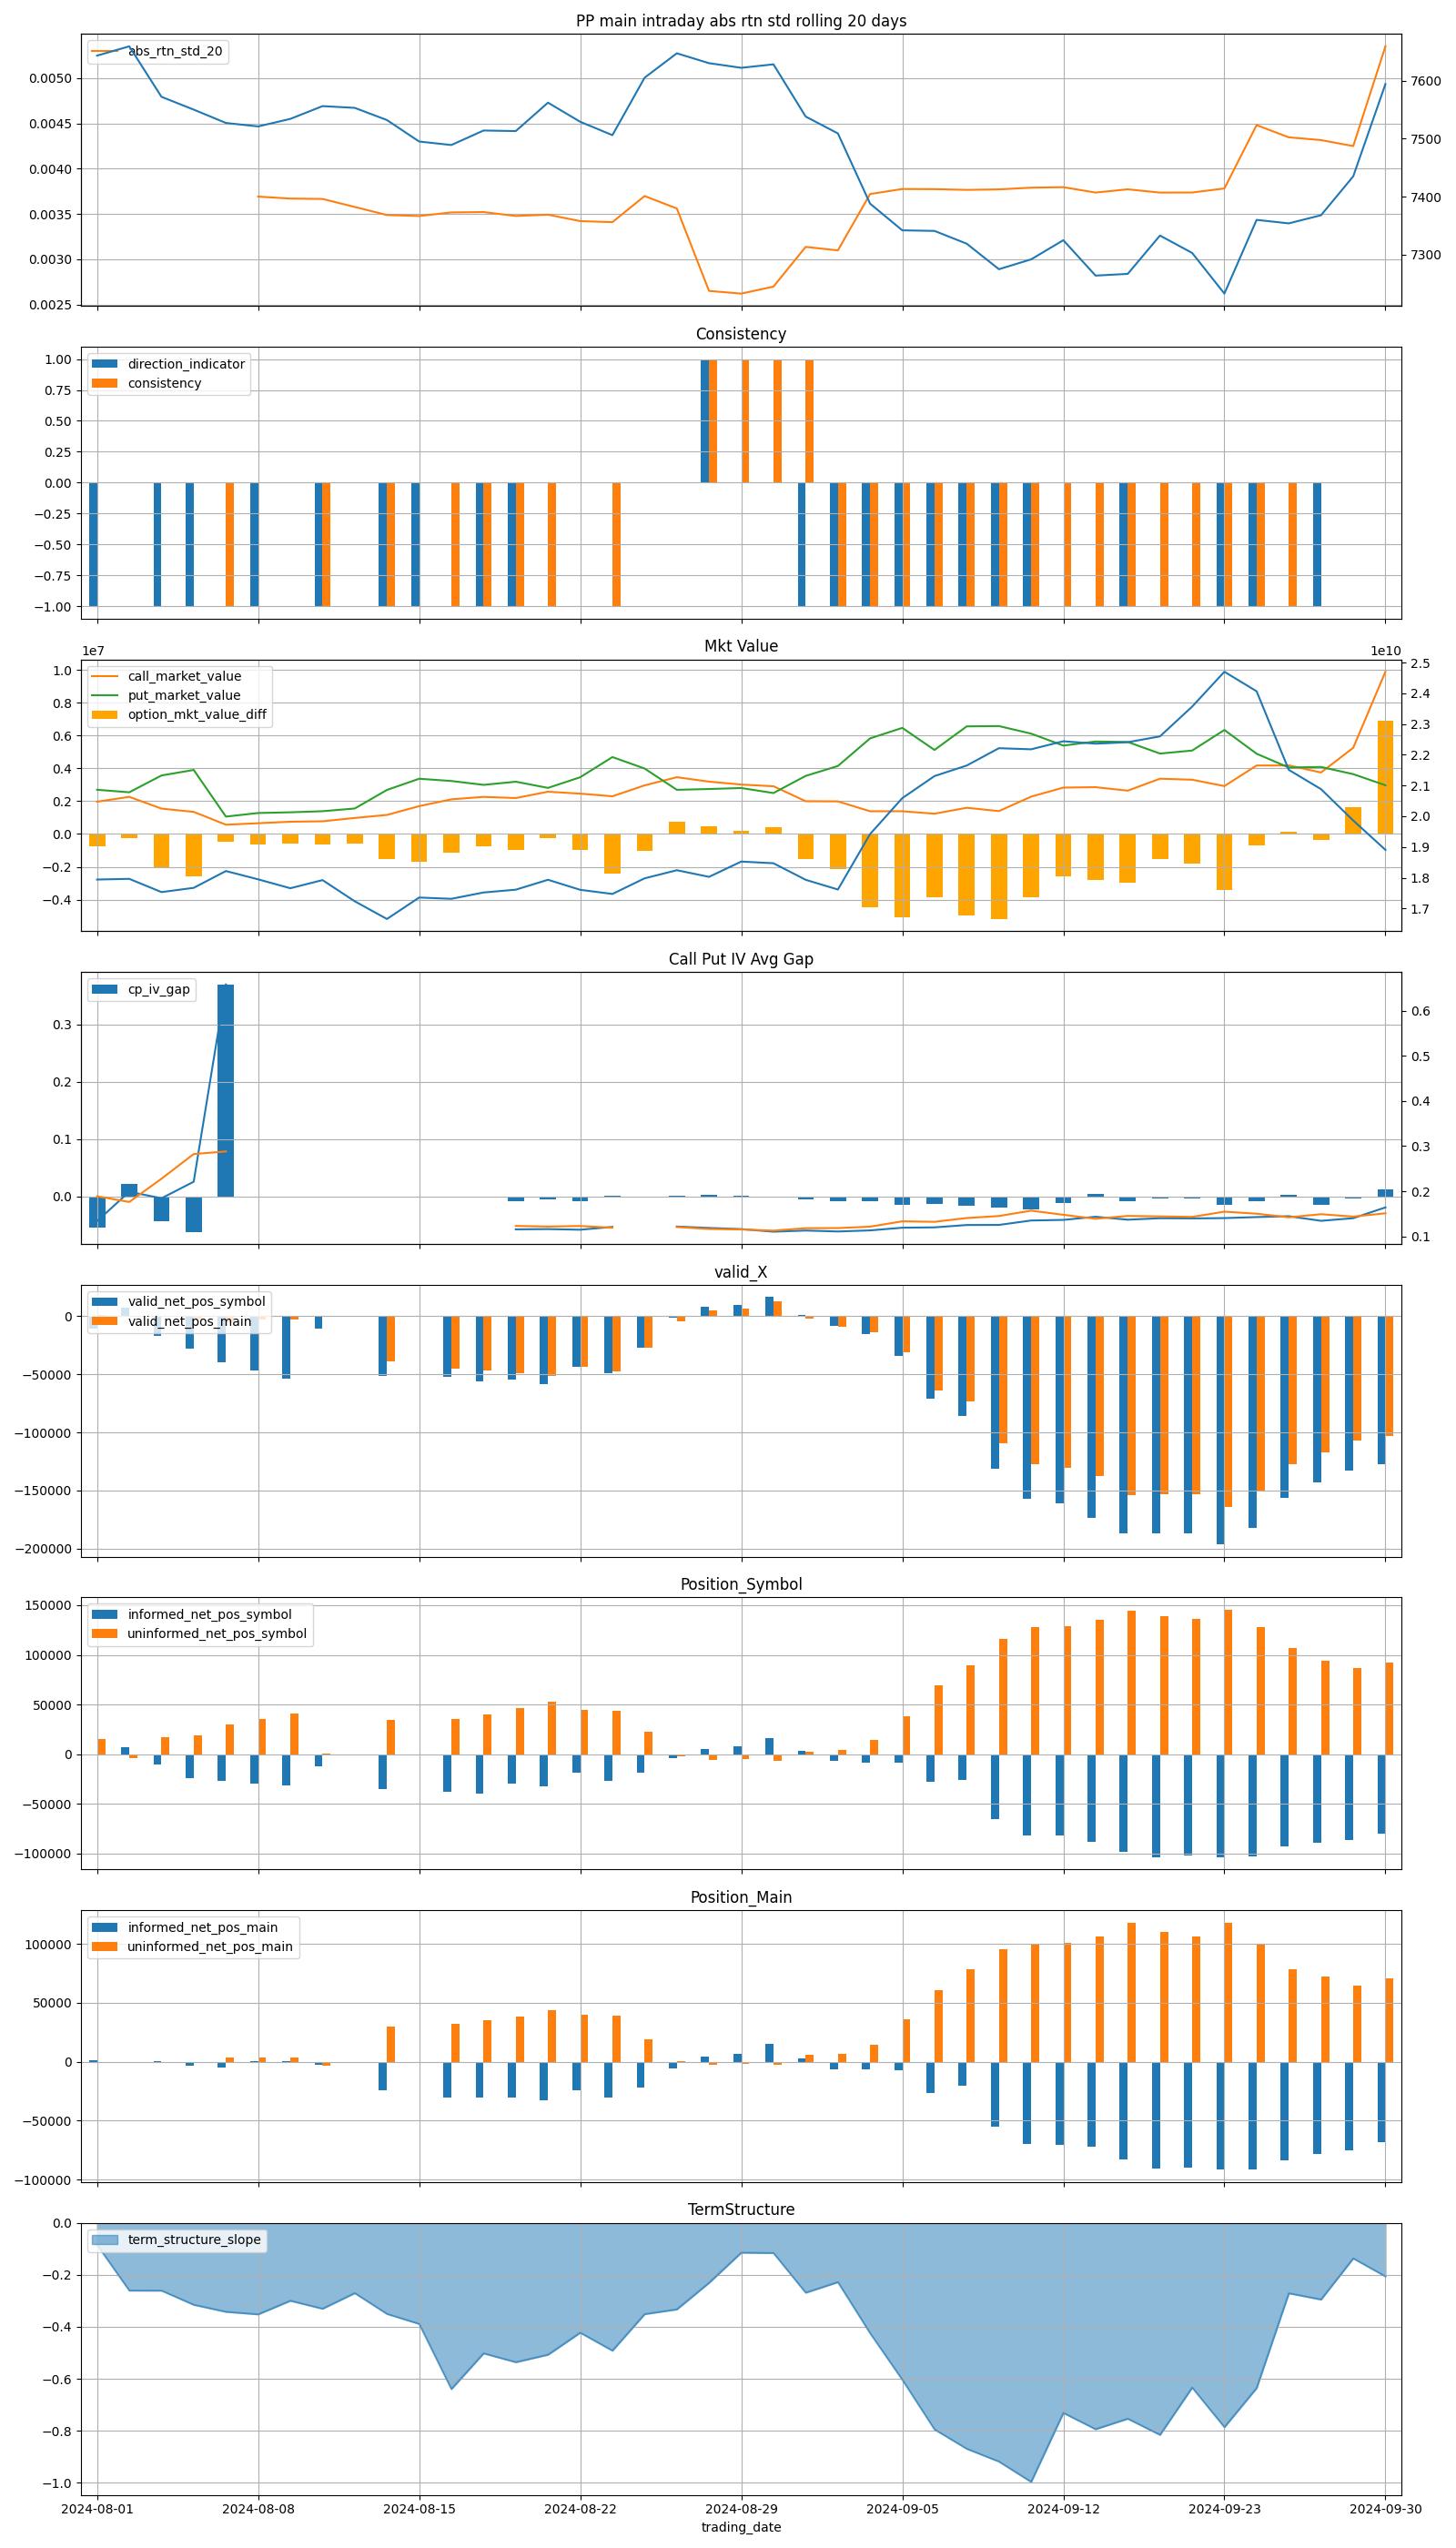 PP main intraday abs rtn std rolling 20 days
abs_rtn_std_20
0.0050
0.0045
0.0040
0.0035
0.0030
0.0025
7600
7500
7400
7300
Consistency
direction_indicator
consistency
1.00
0.75
0.50
0.25
0.00
−0.25
−0.50
−0.75
−1.00
Mkt Value
1e7
1e10
call_market_value
put_market_value
option_mkt_value_diff
1.0
0.8
0.6
0.4
0.2
0.0
−0.2
−0.4
2.5
2.4
2.3
2.2
2.1
2.0
1.9
1.8
1.7
Call Put IV Avg Gap
cp_iv_gap
0.3
0.2
0.1
0.0
0.6
0.5
0.4
0.3
0.2
0.1
valid_X
valid_net_pos_symbol
valid_net_pos_main
0
−50000
−100000
−150000
−200000
Position_Symbol
informed_net_pos_symbol
uninformed_net_pos_symbol
150000
100000
50000
0
−50000
−100000
Position_Main
informed_net_pos_main
uninformed_net_pos_main
100000
50000
0
−50000
−100000
TermStructure
term_structure_slope
0.0
−0.2
−0.4
−0.6
−0.8
−1.0
2024-08-01 2024-08-08 2024-08-15 2024-08-22 2024-08-29 2024-09-05 2024-09-12 2024-09-23 2024-09-30
trading_date